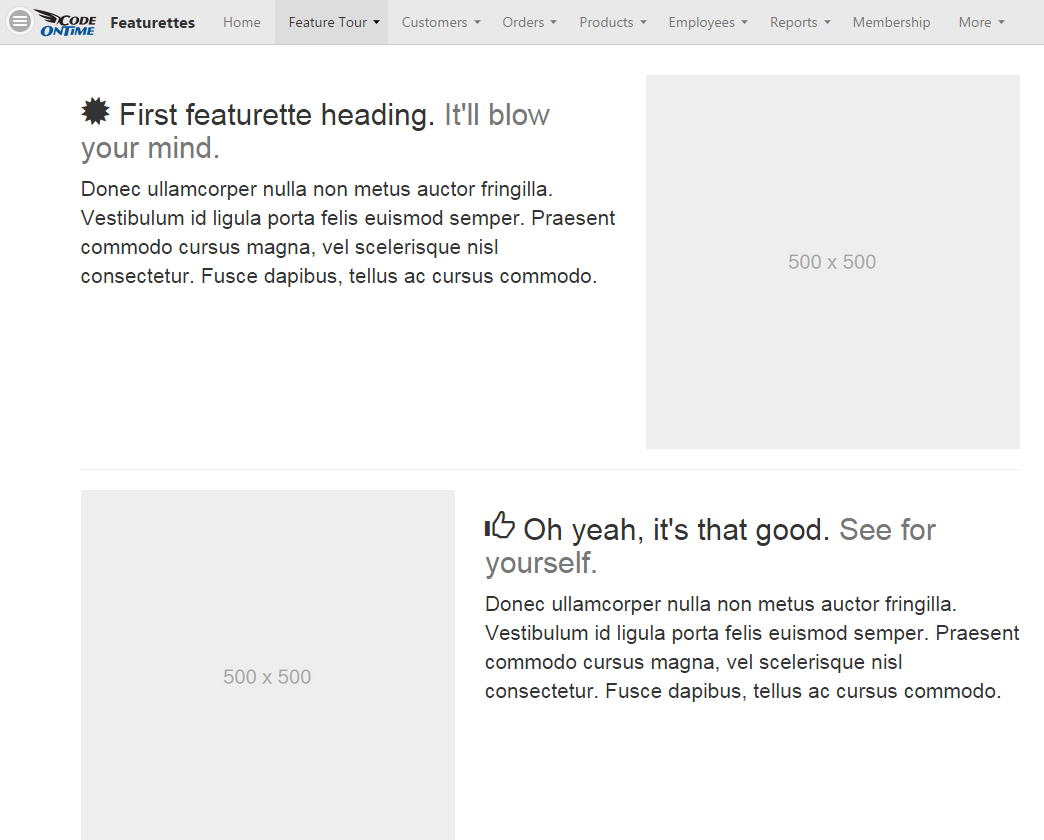 CODE ONTIME Featurettes Home Feature Tour Customers Orders Products Employees Reports Membership More
First featurette heading. It'll blow
your mind.
Donec ullamcorper nulla non metus auctor fringilla.
Vestibulum id ligula porta felis euismod semper. Praesent
commodo cursus magna, vel scelerisque nisl
consectetur. Fusce dapibus, tellus ac cursus commodo.
500 x 500
500 x 500
Oh yeah, it's that good. See for
yourself.
Donec ullamcorper nulla non metus auctor fringilla.
Vestibulum id ligula porta felis euismod semper. Praesent
commodo cursus magna, vel scelerisque nisl
consectetur. Fusce dapibus, tellus ac cursus commodo.